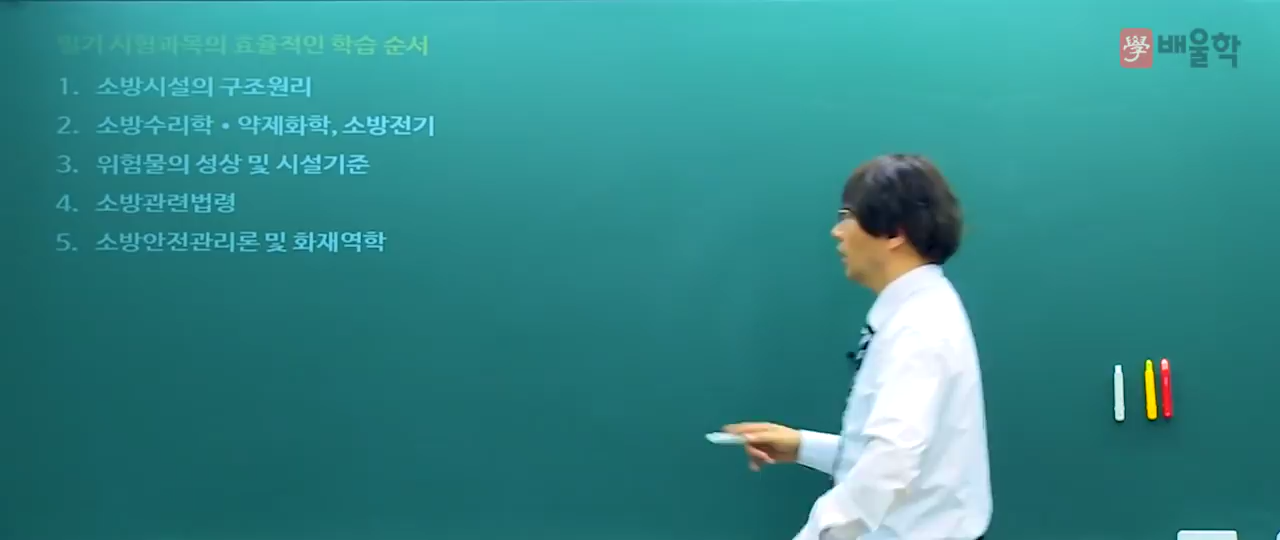 필기 시험과목의 효율적인 학습 순서
學 배울학
1. 소방시설의 구조원리
2. 소방수리학 • 약제화학, 소방전기
3. 위험물의 성상 및 시설기준
4. 소방관련법령
5. 소방안전관리론 및 화재역학